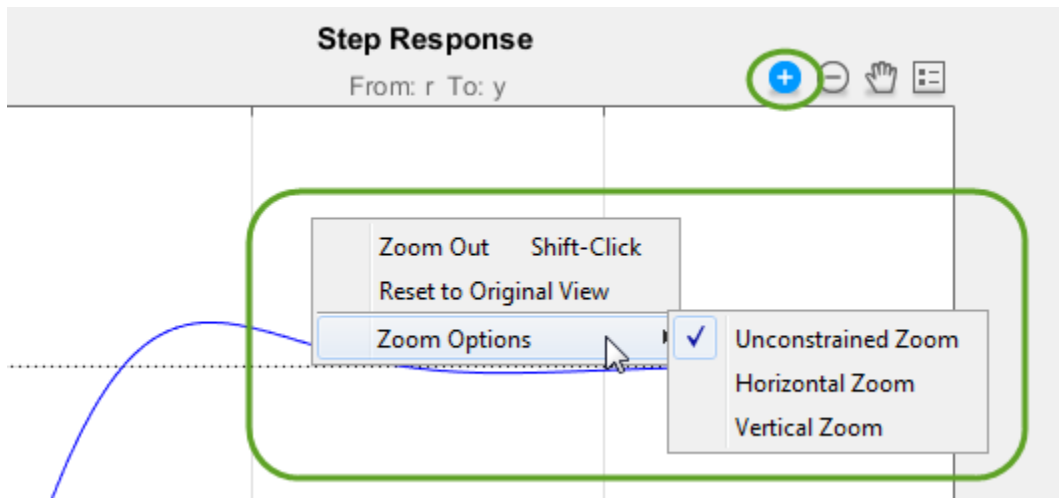 Step Response
From: r To: y
Zoom Out Shift-Click
Reset to Original View
Zoom Options
Unconstrained Zoom
Horizontal Zoom
Vertical Zoom